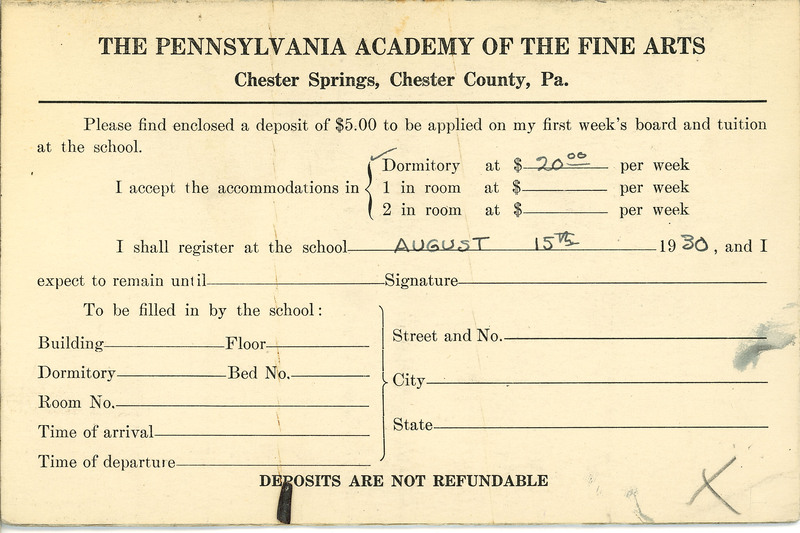 THE PENNSYLVANIA ACADEMY OF THE FINE ARTS
Chester Springs, Chester County, Pa.
Please find enclosed a deposit of $5.00 to be applied on my first week's board and tuition
at the school.
Dormitory at $ 20.00 per week
I accept the accommodations in { 1 in room at $ per week
2 in room at $ per week
I shall register at the school AUGUST 15TH 1930, and I
expect to remain until Signature
To be filled in by the school:
Street and No.
Building Floor
Dormitory Bed No.
City
Room No.
State
Time of arrival
Time of departure
DEPOSITS ARE NOT REFUNDABLE
X